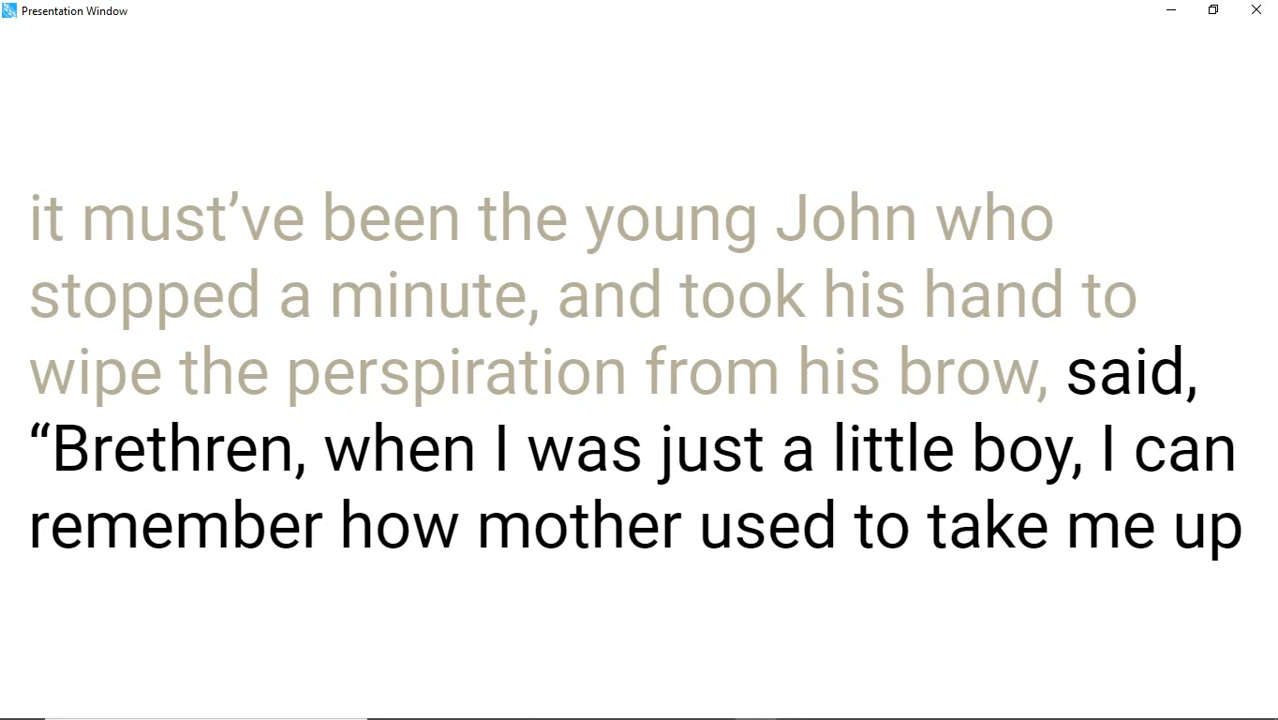 Presentation Window
it must’ve been the young John who
stopped a minute, and took his hand to
wipe the perspiration from his brow, said,
“Brethren, when I was just a little boy, I can
remember how mother used to take me up